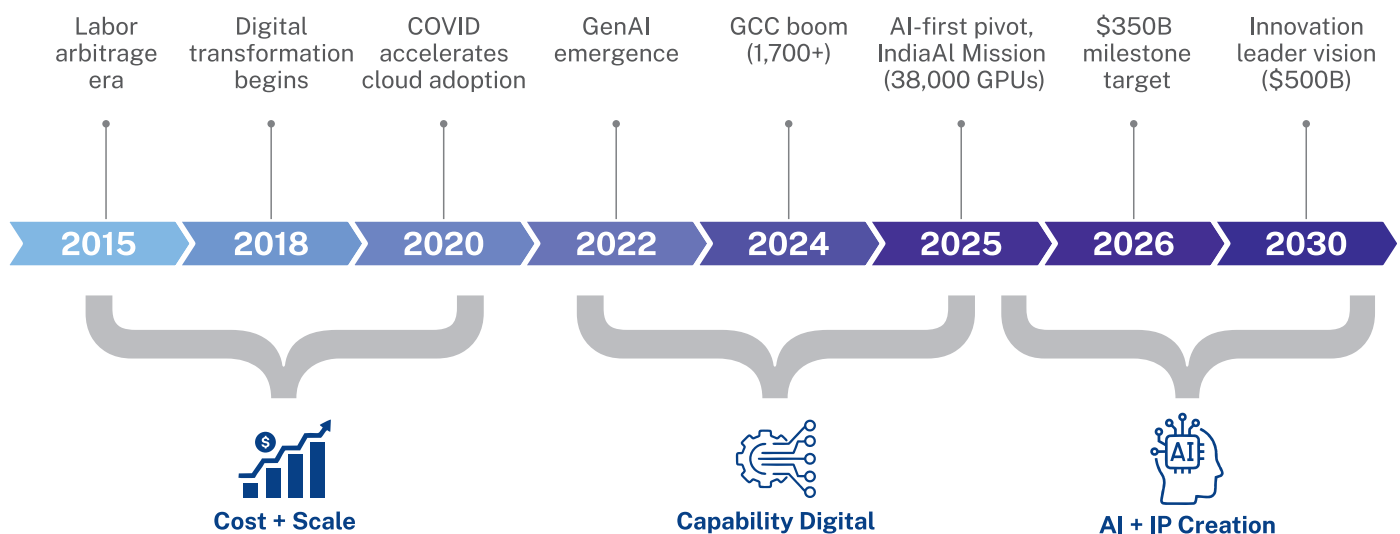 Labor
arbitrage
era
Digital
transformation
begins
COVID
accelerates
cloud adoption
GenAI
emergence
GCC boom
(1,700+)
AI-first pivot,
IndiaAI Mission
(38,000 GPUs)
$350B
milestone
target
Innovation
leader vision
($500B)
2015
2018
2020
2022
2024
2025
2026
2030
$
AI
Cost + Scale
Capability Digital
AI + IP Creation